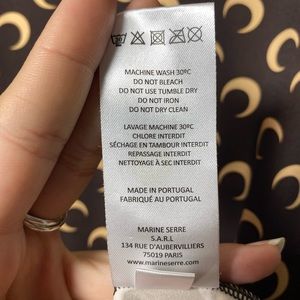 30
MACHINE WASH 30ºC
DO NOT BLEACH
DO NOT USE TUMBLE DRY
DO NOT IRON
DO NOT DRY CLEAN
LAVAGE MACHINE 30ºC
CHLORE INTERDIT
SÉCHAGE EN TAMBOUR INTERDIT
REPASSAGE INTERDIT
NETTOYAGE À SEC INTERDIT
MADE IN PORTUGAL
FABRIQUÉ AU PORTUGAL
MARINE SERRE
S.A.R.L
134 RUE D'AUBERVILLIERS
75019 PARIS
www.marineserre.com